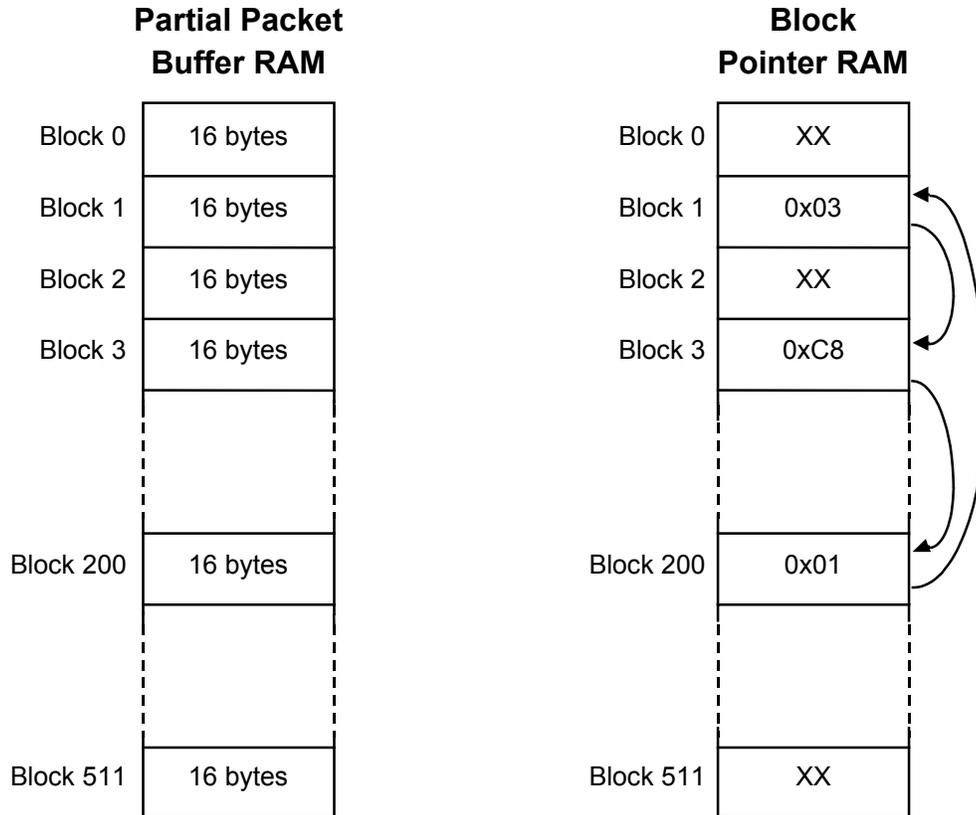 Partial Packet
Buffer RAM
Block 0 16 bytes
Block 1 16 bytes
Block 2 16 bytes
Block 3 16 bytes
Block 200 16 bytes
Block 511 16 bytes
Block
Pointer RAM
Block 0 XX
Block 1 0x03
Block 2 XX
Block 3 0xC8
Block 200 0x01
Block 511 XX